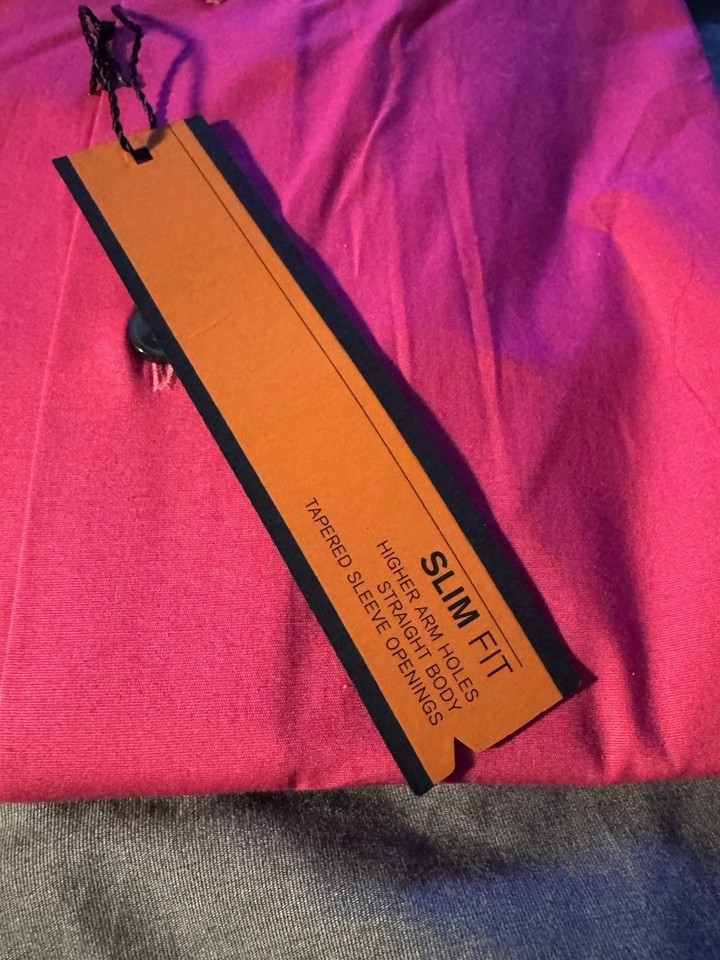 SLIM FIT
HIGHER ARM HOLES
STRAIGHT BODY
TAPERED SLEEVE OPENINGS